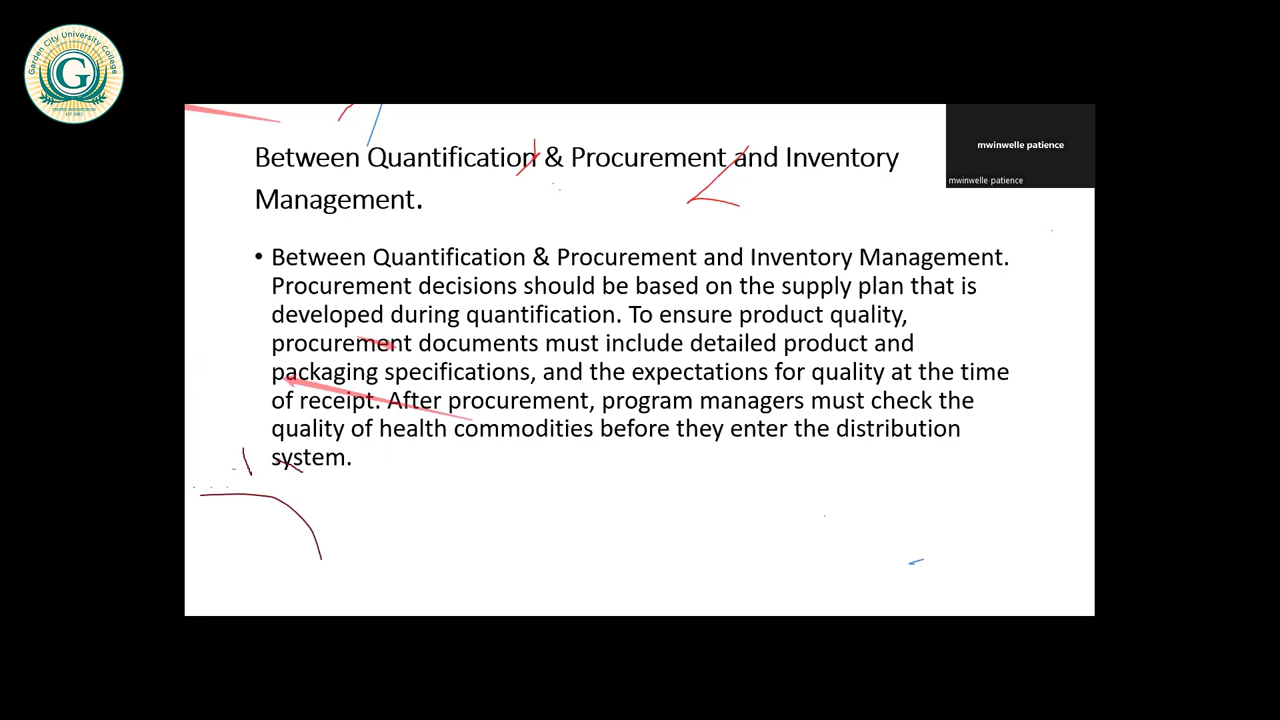 Garden City University College
G
mwinwelle patience
mwinwelle patience
Between Quantification & Procurement and Inventory
Management.
• Between Quantification & Procurement and Inventory Management.
Procurement decisions should be based on the supply plan that is
developed during quantification. To ensure product quality,
procurement documents must include detailed product and
packaging specifications, and the expectations for quality at the time
of receipt. After procurement, program managers must check the
quality of health commodities before they enter the distribution
system.